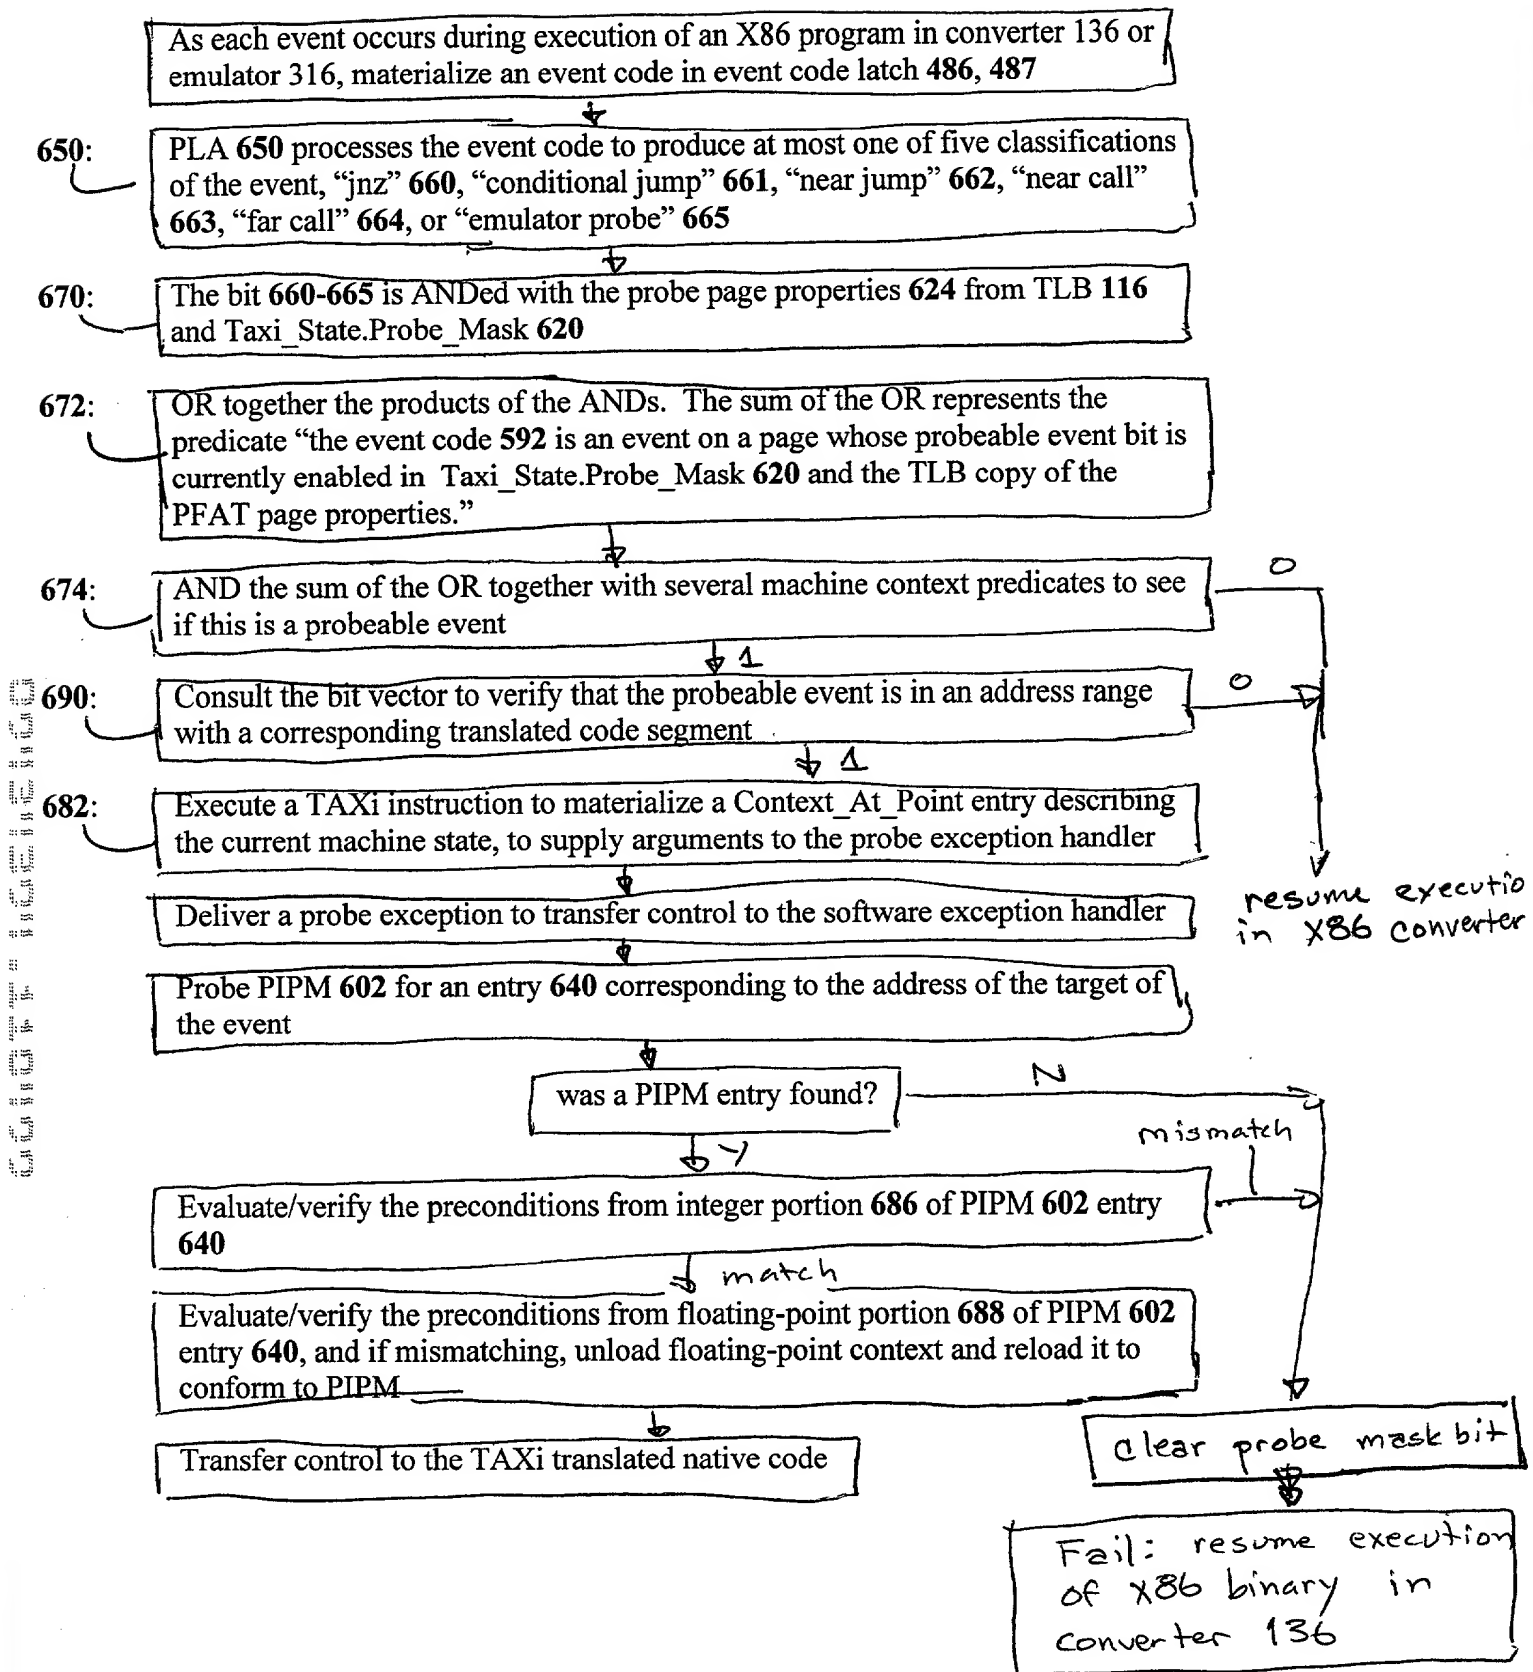 As each event occurs during execution of an X86 program in converter 136 or
emulator 316, materialize an event code in event code latch 486, 487
650:
PLA 650 processes the event code to produce at most one of five classifications
of the event, “jnz” 660, “conditional jump” 661, “near jump” 662, “near call”
663, “far call” 664, or “emulator probe” 665
670:
The bit 660-665 is ANDed with the probe page properties 624 from TLB 116
and Taxi_State.Probe_Mask 620
672:
OR together the products of the ANDs. The sum of the OR represents the
predicate “the event code 592 is an event on a page whose probeable event bit is
currently enabled in Taxi_State.Probe_Mask 620 and the TLB copy of the
PFAT page properties.”
674:
AND the sum of the OR together with several machine context predicates to see
if this is a probeable event
0
1
690:
Consult the bit vector to verify that the probeable event is in an address range
with a corresponding translated code segment
0
1
682:
Execute a TAXi instruction to materialize a Context_At_Point entry describing
the current machine state, to supply arguments to the probe exception handler
resume executio
in X86 converter
Deliver a probe exception to transfer control to the software exception handler
Probe PIPM 602 for an entry 640 corresponding to the address of the target of
the event
was a PIPM entry found?
N
Y
mismatch
Evaluate/verify the preconditions from integer portion 686 of PIPM 602 entry
640
match
Evaluate/verify the preconditions from floating-point portion 688 of PIPM 602
entry 640, and if mismatching, unload floating-point context and reload it to
conform to PIPM
Transfer control to the TAXi translated native code
clear probe mask bit
Fail: resume execution
of X86 binary in
converter 136